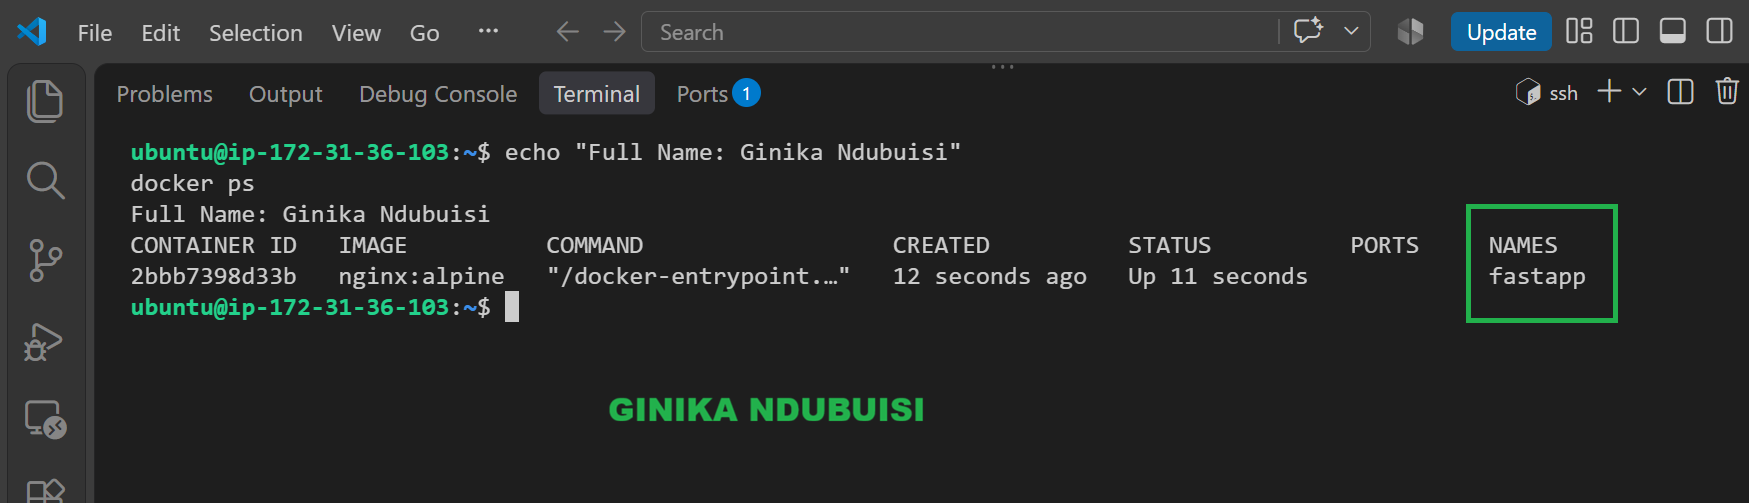 File Edit Selection View Go ··· Search Update
Problems Output Debug Console Terminal Ports 1 ssh
ubuntu@ip-172-31-36-103:~$ echo "Full Name: Ginika Ndubuisi"
docker ps
Full Name: Ginika Ndubuisi
CONTAINER ID IMAGE COMMAND CREATED STATUS PORTS NAMES
2bbb7398d33b nginx:alpine "/docker-entrypoint.…" 12 seconds ago Up 11 seconds fastapp
ubuntu@ip-172-31-36-103:~$
GINIKA NDUBUISI